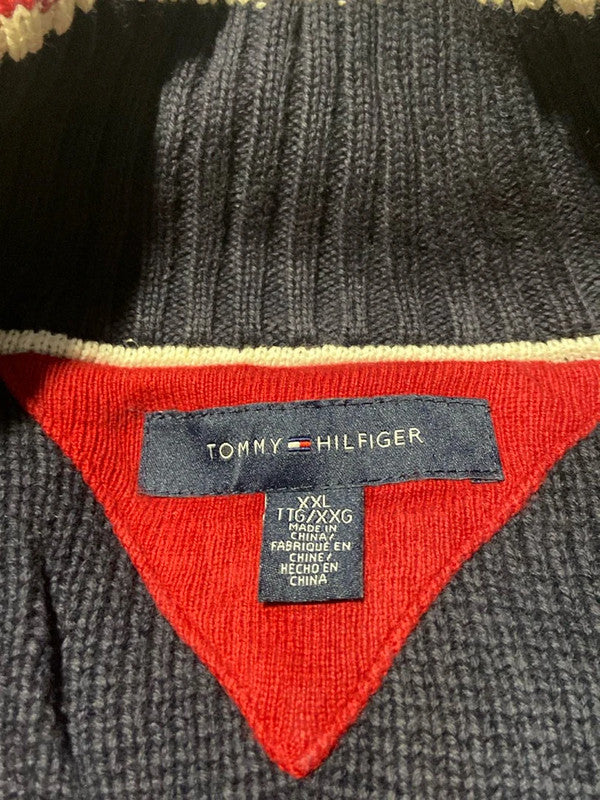 TOMMY HILFIGER
XXL
TTG/XXG
MADE IN
CHINA/
FABRIQUÉ EN
CHINE/
HECHO EN
CHINA